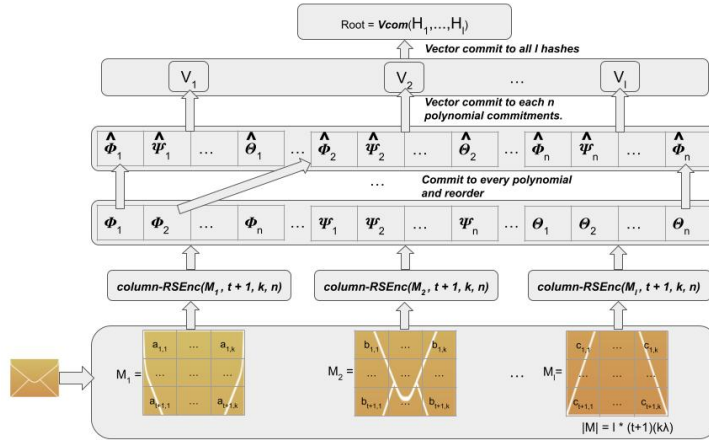 Root = Vcom(H₁,...,Hₗ)
Vector commit to all l hashes
V₁ V₂ ... Vₗ
Vector commit to each n
polynomial commitments.
Φ̂₁ Ψ̂₁ ... Θ̂₁ ... Φ̂₂ Ψ̂₂ ... Θ̂₂ ... Φ̂ₙ Ψ̂ₙ ... Φ̂ₙ
... Commit to every polynomial
and reorder
Φ₁ Φ₂ ... Φₙ ... Ψ₁ Ψ₂ ... Ψₙ ... Θ₁ Θ₂ ... Θₙ
column-RSEnc(M₁, t + 1, k, n) column-RSEnc(M₂, t + 1, k, n) column-RSEnc(Mₗ, t + 1, k, n)
a₁,₁ ... a₁,ₖ b₁,₁ ... b₁,ₖ c₁,₁ ... c₁,ₖ
M₁ = ... ... ... M₂ = ... ... ... ... Mₗ= ... ... ...
aₜ₊₁,₁ ... aₜ₊₁,ₖ bₜ₊₁,₁ ... bₜ₊₁,ₖ cₜ₊₁,₁ ... cₜ₊₁,ₖ
|M| = l * (t+1)(kλ)